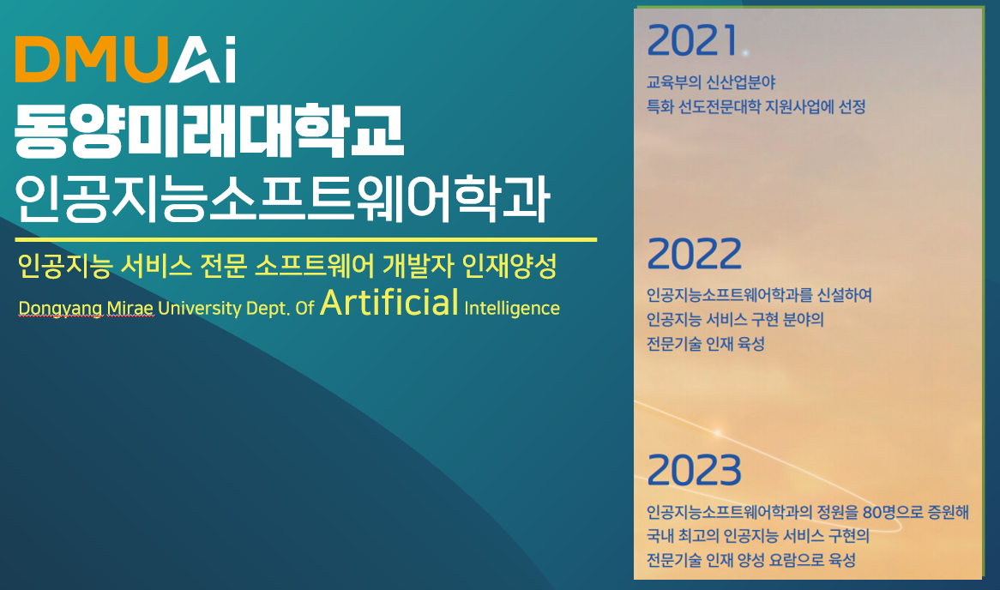 DMUAi
동양미래대학교
인공지능소프트웨어학과
인공지능 서비스 전문 소프트웨어 개발자 인재양성
Dongyang Mirae University Dept. Of Artificial Intelligence
2021.
교육부의 신산업분야
특화 선도전문대학 지원사업에 선정
2022
인공지능소프트웨어학과를 신설하여
인공지능 서비스 구현 분야의
전문기술 인재 육성
2023
인공지능소프트웨어학과의 정원을 80명으로 증원해
국내 최고의 인공지능 서비스 구현의
전문기술 인재 양성 요람으로 육성